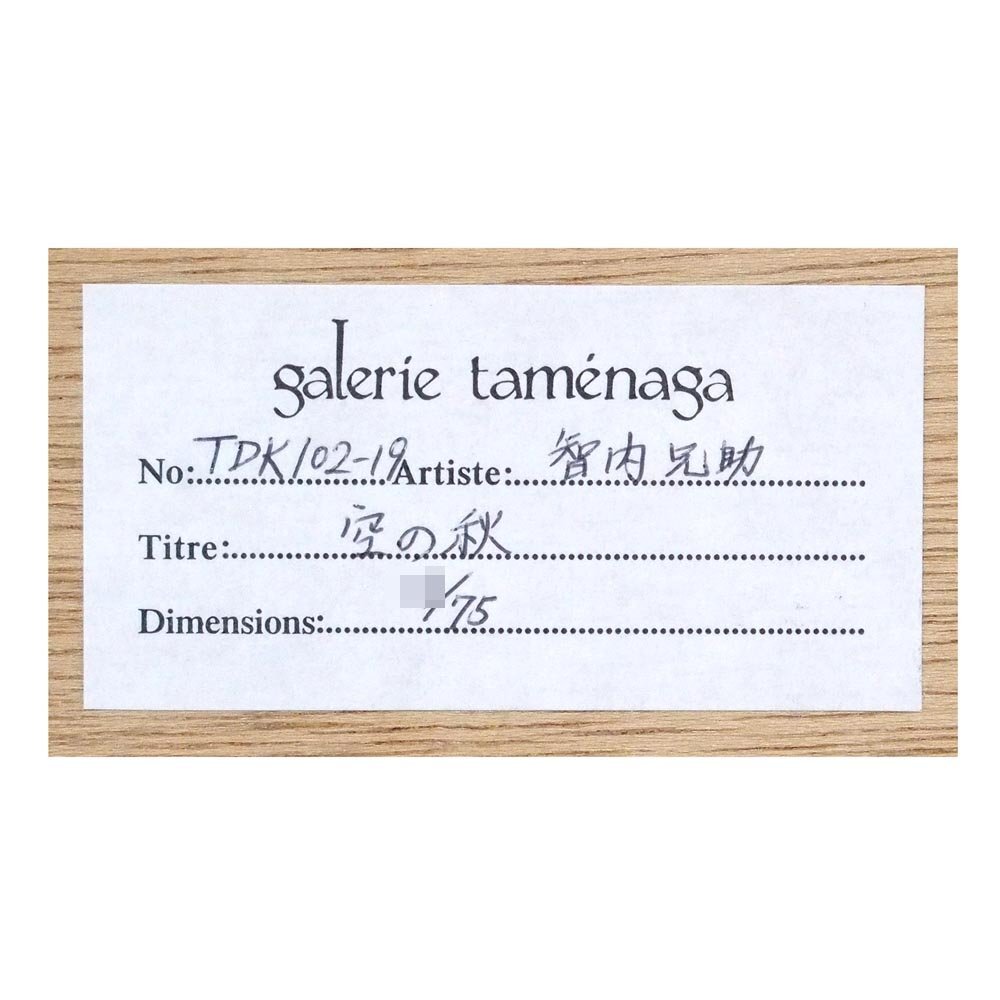 galerie taménaga
No: TDK102-19 Artiste: 智内兄助
Titre: 空の秋
Dimensions: /75